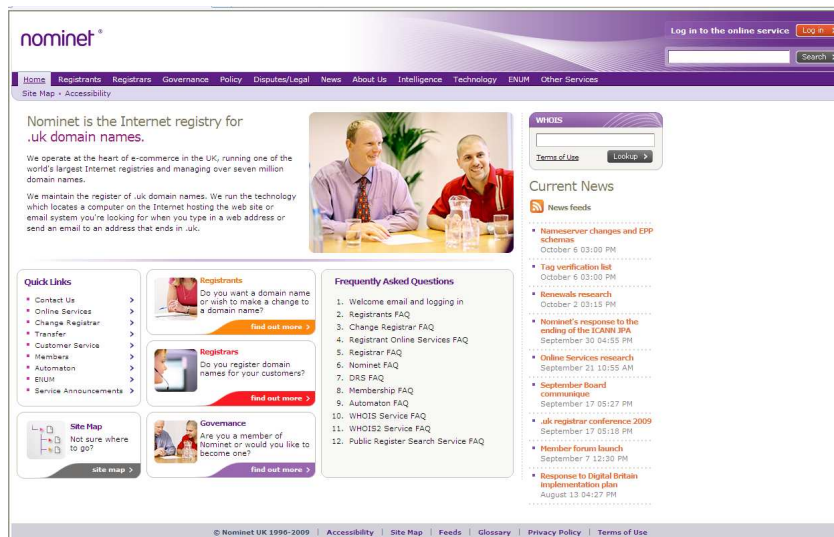 nominet®
Log in to the online service
Log in
Search
Home Registrants Registrars Governance Policy Disputes/Legal News About Us Intelligence Technology ENUM Other Services
Site Map • Accessibility
Nominet is the Internet registry for
.uk domain names.
We operate at the heart of e-commerce in the UK, running one of the
world's largest Internet registries and managing over seven million
domain names.
We maintain the register of .uk domain names. We run the technology
which locates a computer on the Internet hosting the web site or
email system you're looking for when you type in a web address or
send an email to an address that ends in .uk.
WHOIS
Terms of Use
Lookup
Current News
News feeds
Nameserver changes and EPP
schemas
October 6 03:00 PM
Tag verification list
October 6 03:00 PM
Renewals research
October 2 03:15 PM
Nominet's response to the
ending of the ICANN JPA
September 30 04:55 PM
Online Services research
September 21 10:55 AM
September Board
communique
September 17 05:27 PM
.uk registrar conference 2009
September 17 05:18 PM
Member forum launch
September 7 12:30 PM
Response to Digital Britain
implementation plan
August 13 04:27 PM
Quick Links
Contact Us
Online Services
Change Registrar
Transfer
Customer Service
Members
Automaton
ENUM
Service Announcements
Site Map
Not sure where
to go?
site map
Registrants
Do you want a domain name
or wish to make a change to
a domain name?
find out more
Registrars
Do you register domain
names for your customers?
find out more
Governance
Are you a member of
Nominet or would you like to
become one?
find out more
Frequently Asked Questions
1. Welcome email and logging in
2. Registrants FAQ
3. Change Registrar FAQ
4. Registrant Online Services FAQ
5. Registrar FAQ
6. Nominet FAQ
7. DRS FAQ
8. Membership FAQ
9. Automaton FAQ
10. WHOIS Service FAQ
11. WHOIS2 Service FAQ
12. Public Register Search Service FAQ
© Nominet UK 1996-2009 | Accessibility | Site Map | Feeds | Glossary | Privacy Policy | Terms of Use